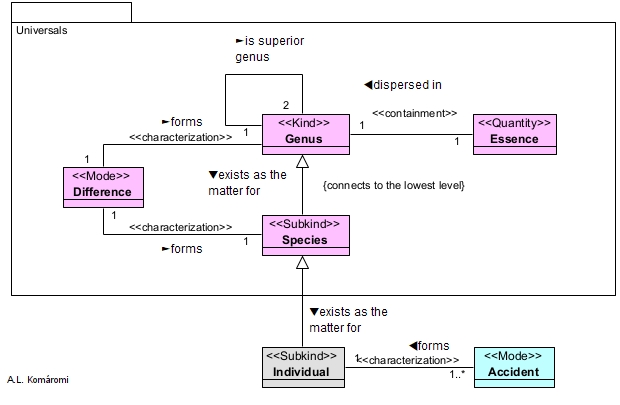 Universals
►is superior
genus
2
1
◄dispersed in
<<containment>>
1
1
<<Kind>>
Genus
<<Quantity>>
Essence
►forms
<<characterization>>
1
<<Mode>>
Difference
1
<<characterization>>
1
►forms
▼exists as the
matter for
{connects to the lowest level}
<<Subkind>>
Species
▼exists as the
matter for
<<Subkind>>
Individual
◄forms
1
<<characterization>>
1..*
<<Mode>>
Accident
A.L. Komáromi